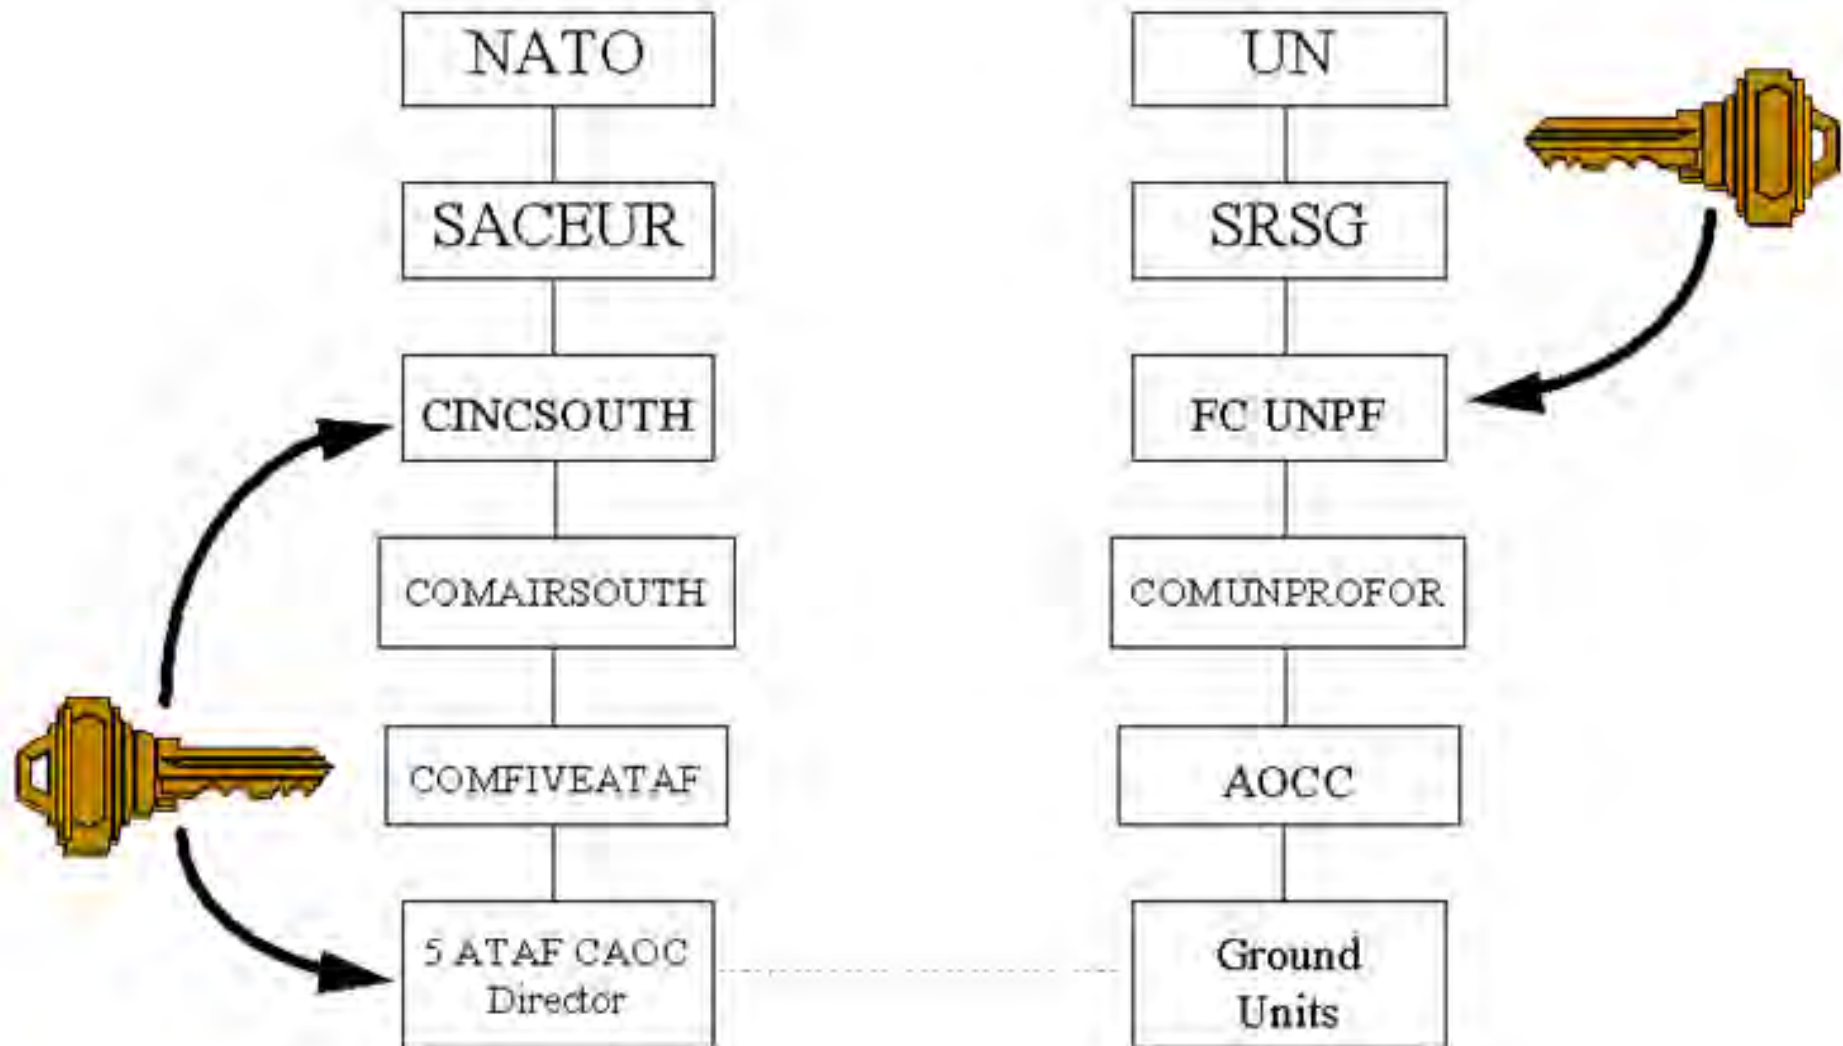 NATO
SACEUR
CINCSOUTH
COMAIRSOUTH
COMFIVEATAF
5 ATAF CAOC
Director
UN
SRSG
FC UNPF
COMUNPROFOR
AOCC
Ground
Units